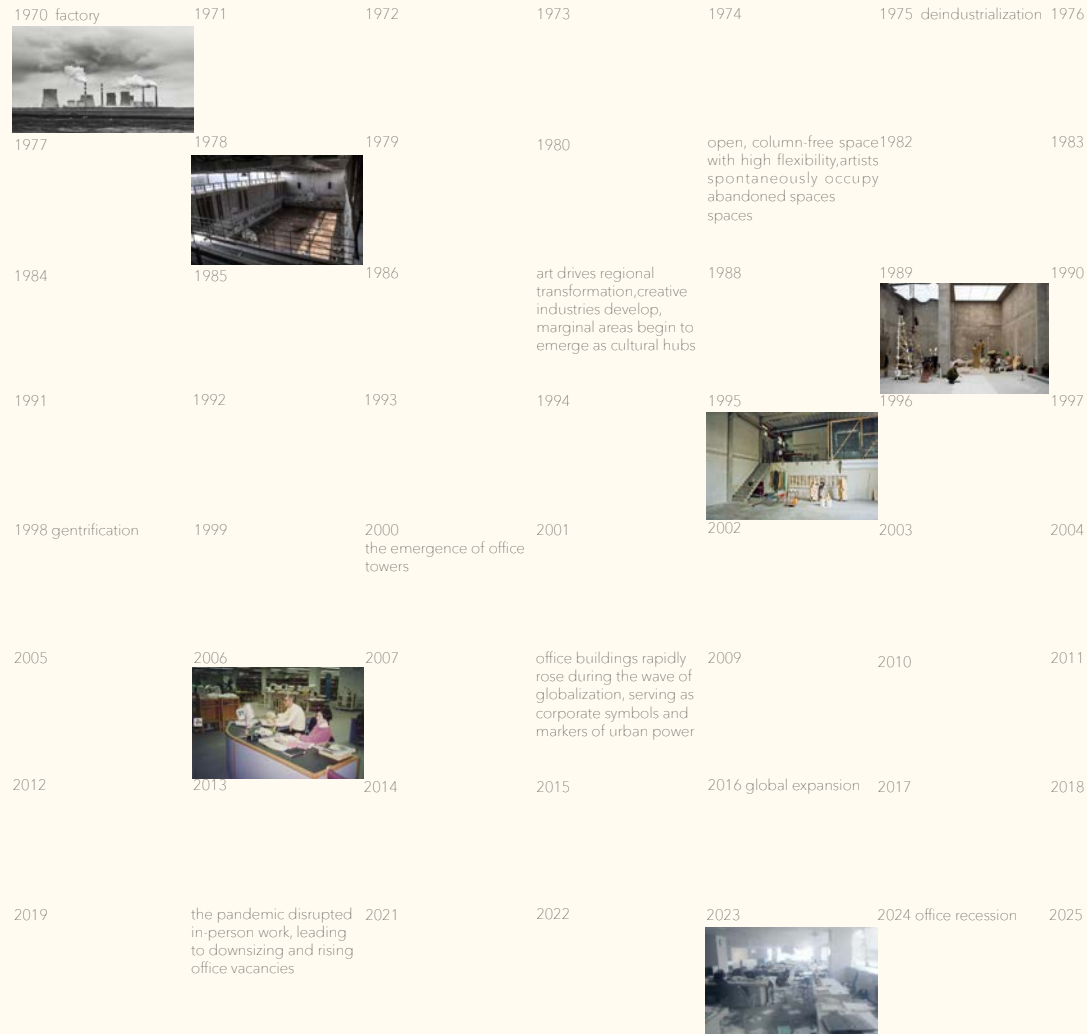 1970 factory
1971
1972
1973
1974
1975 deindustrialization
1976
1977
1978
1979
1980
open, column-free space
with high flexibility,artists
spontaneously occupy
abandoned spaces
spaces
1982
1983
1984
1985
1986
art drives regional
transformation,creative
industries develop,
marginal areas begin to
emerge as cultural hubs
1988
1989
1990
1991
1992
1993
1994
1995
1996
1997
1998 gentrification
1999
2000
the emergence of office
towers
2001
2002
2003
2004
2005
2006
2007
office buildings rapidly
rose during the wave of
globalization, serving as
corporate symbols and
markers of urban power
2009
2010
2011
2012
2013
2014
2015
2016 global expansion
2017
2018
2019
the pandemic disrupted
in-person work, leading
to downsizing and rising
office vacancies
2021
2022
2023
2024 office recession
2025